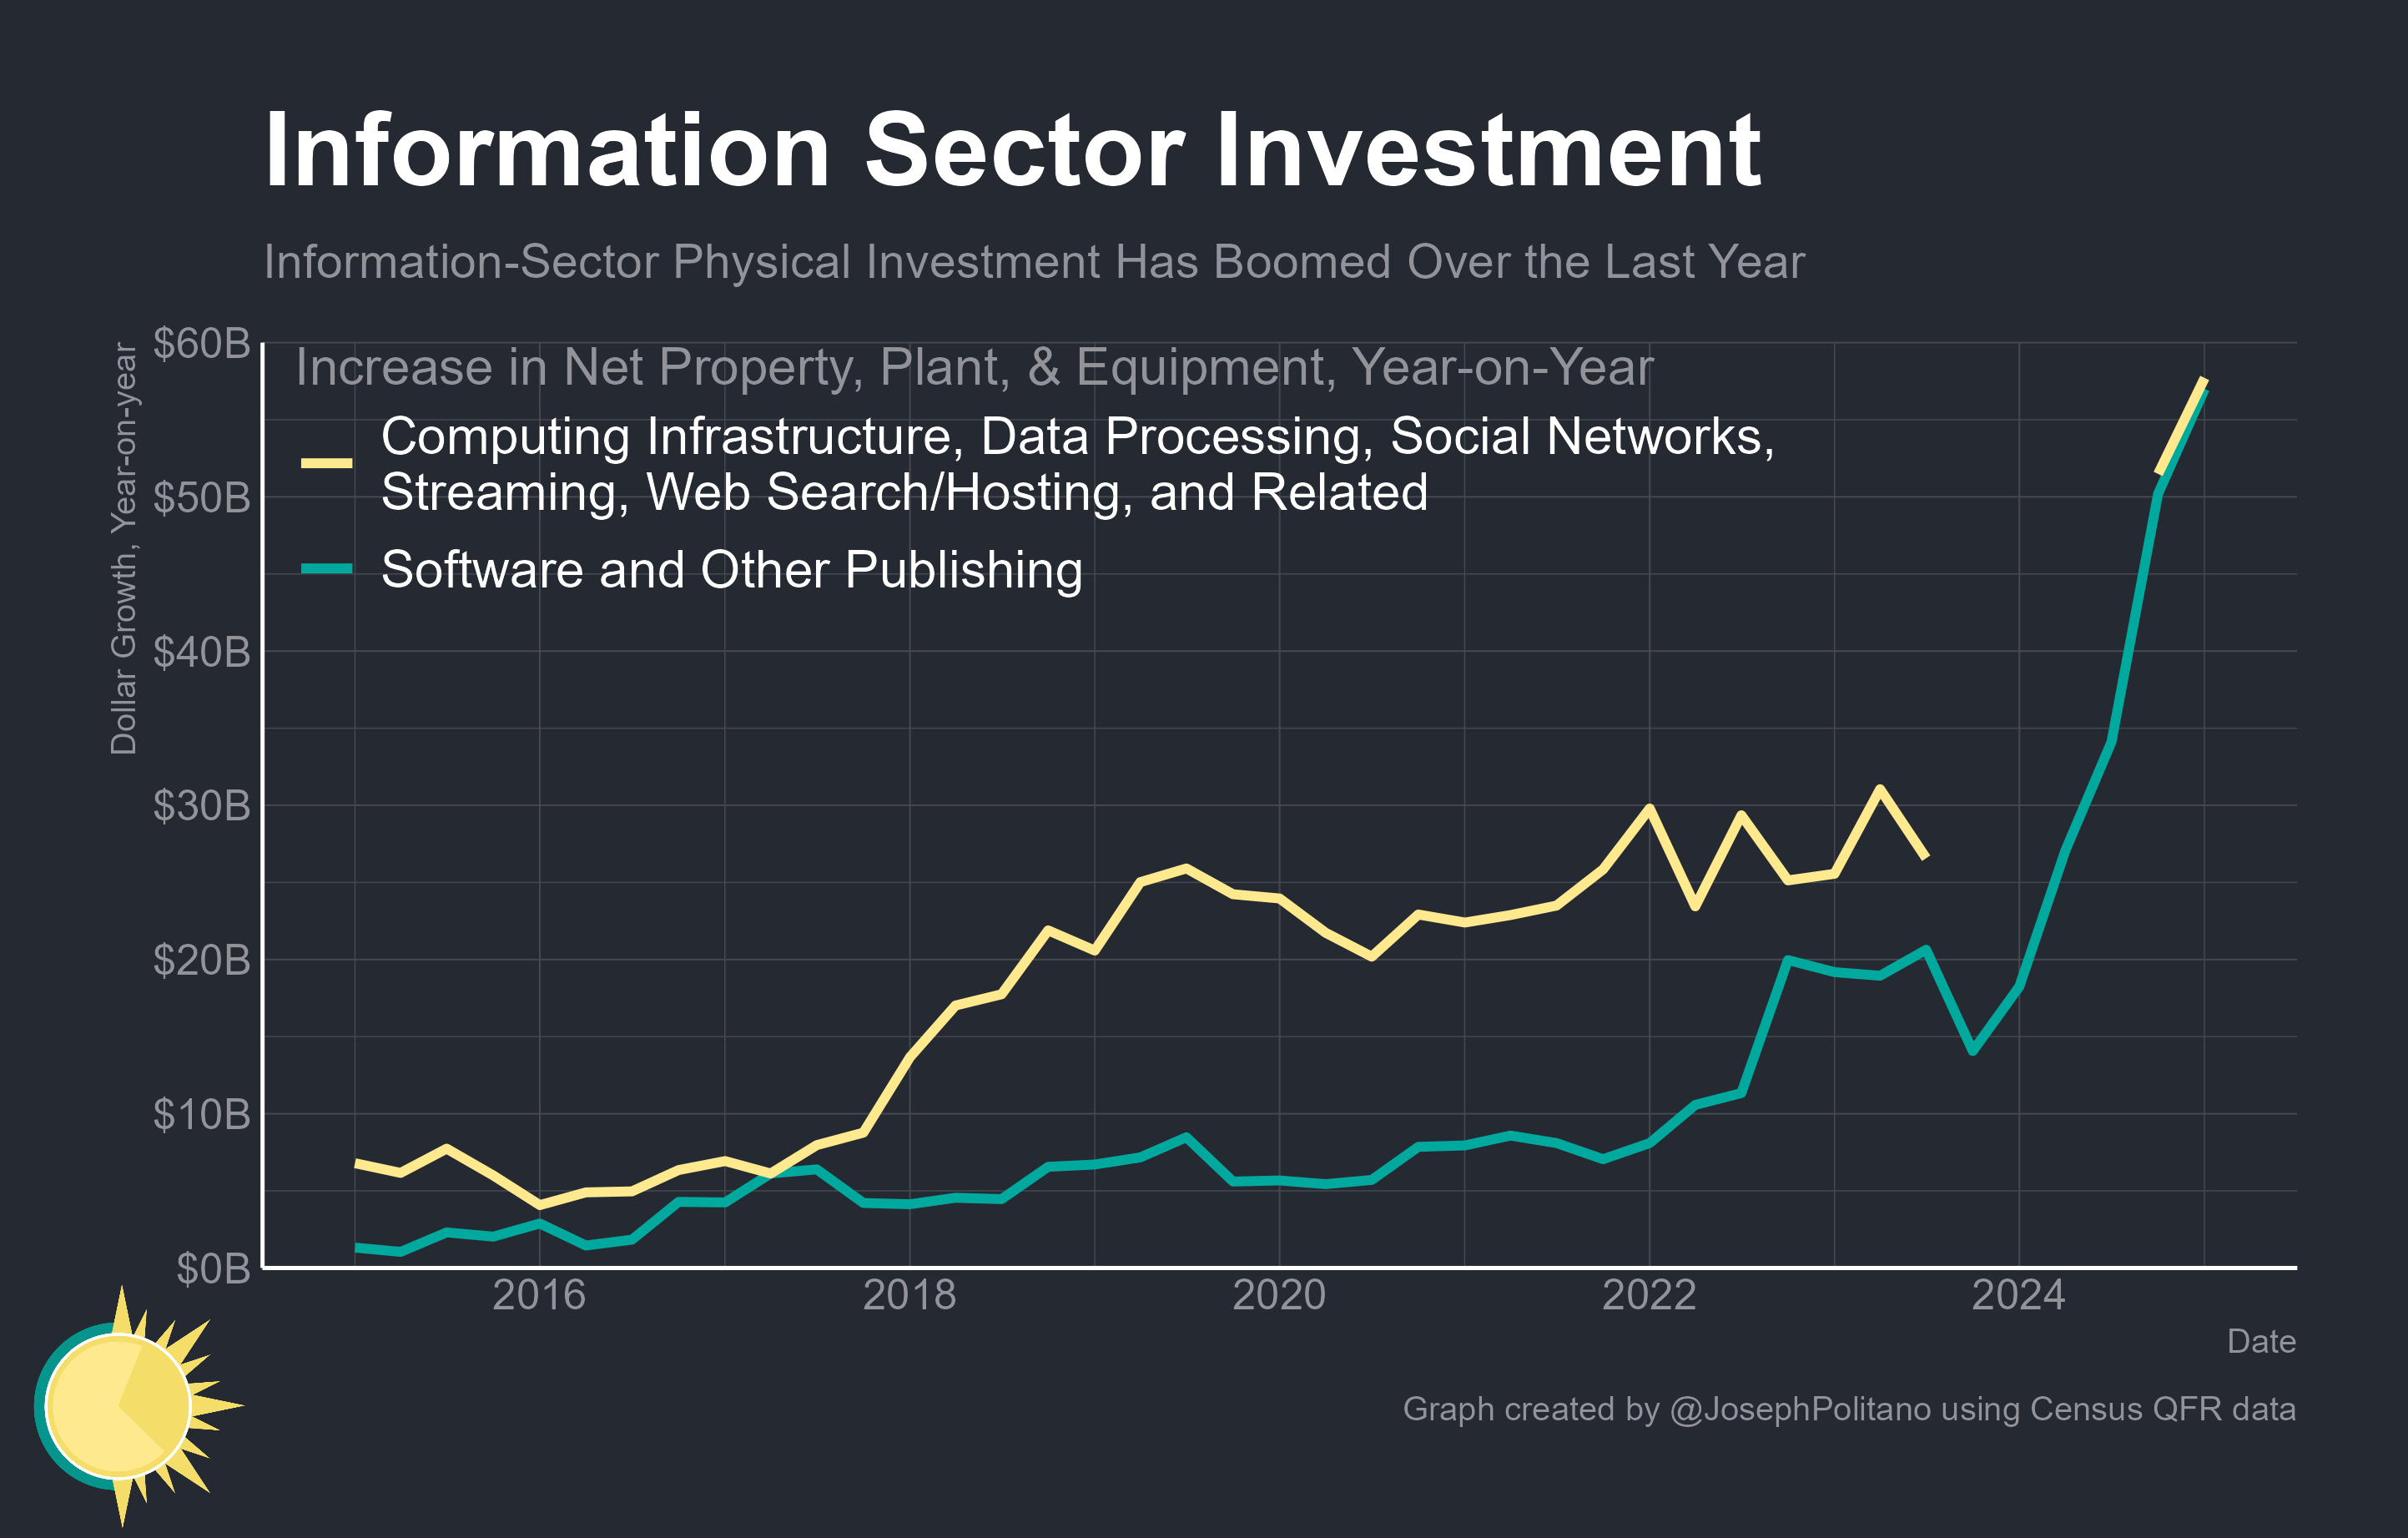 Information Sector Investment
Information-Sector Physical Investment Has Boomed Over the Last Year
Dollar Growth, Year-on-year
$60B
$50B
$40B
$30B
$20B
$10B
$0B
Increase in Net Property, Plant, & Equipment, Year-on-Year
Computing Infrastructure, Data Processing, Social Networks,
Streaming, Web Search/Hosting, and Related
Software and Other Publishing
2016
2018
2020
2022
2024
Date
Graph created by @JosephPolitano using Census QFR data